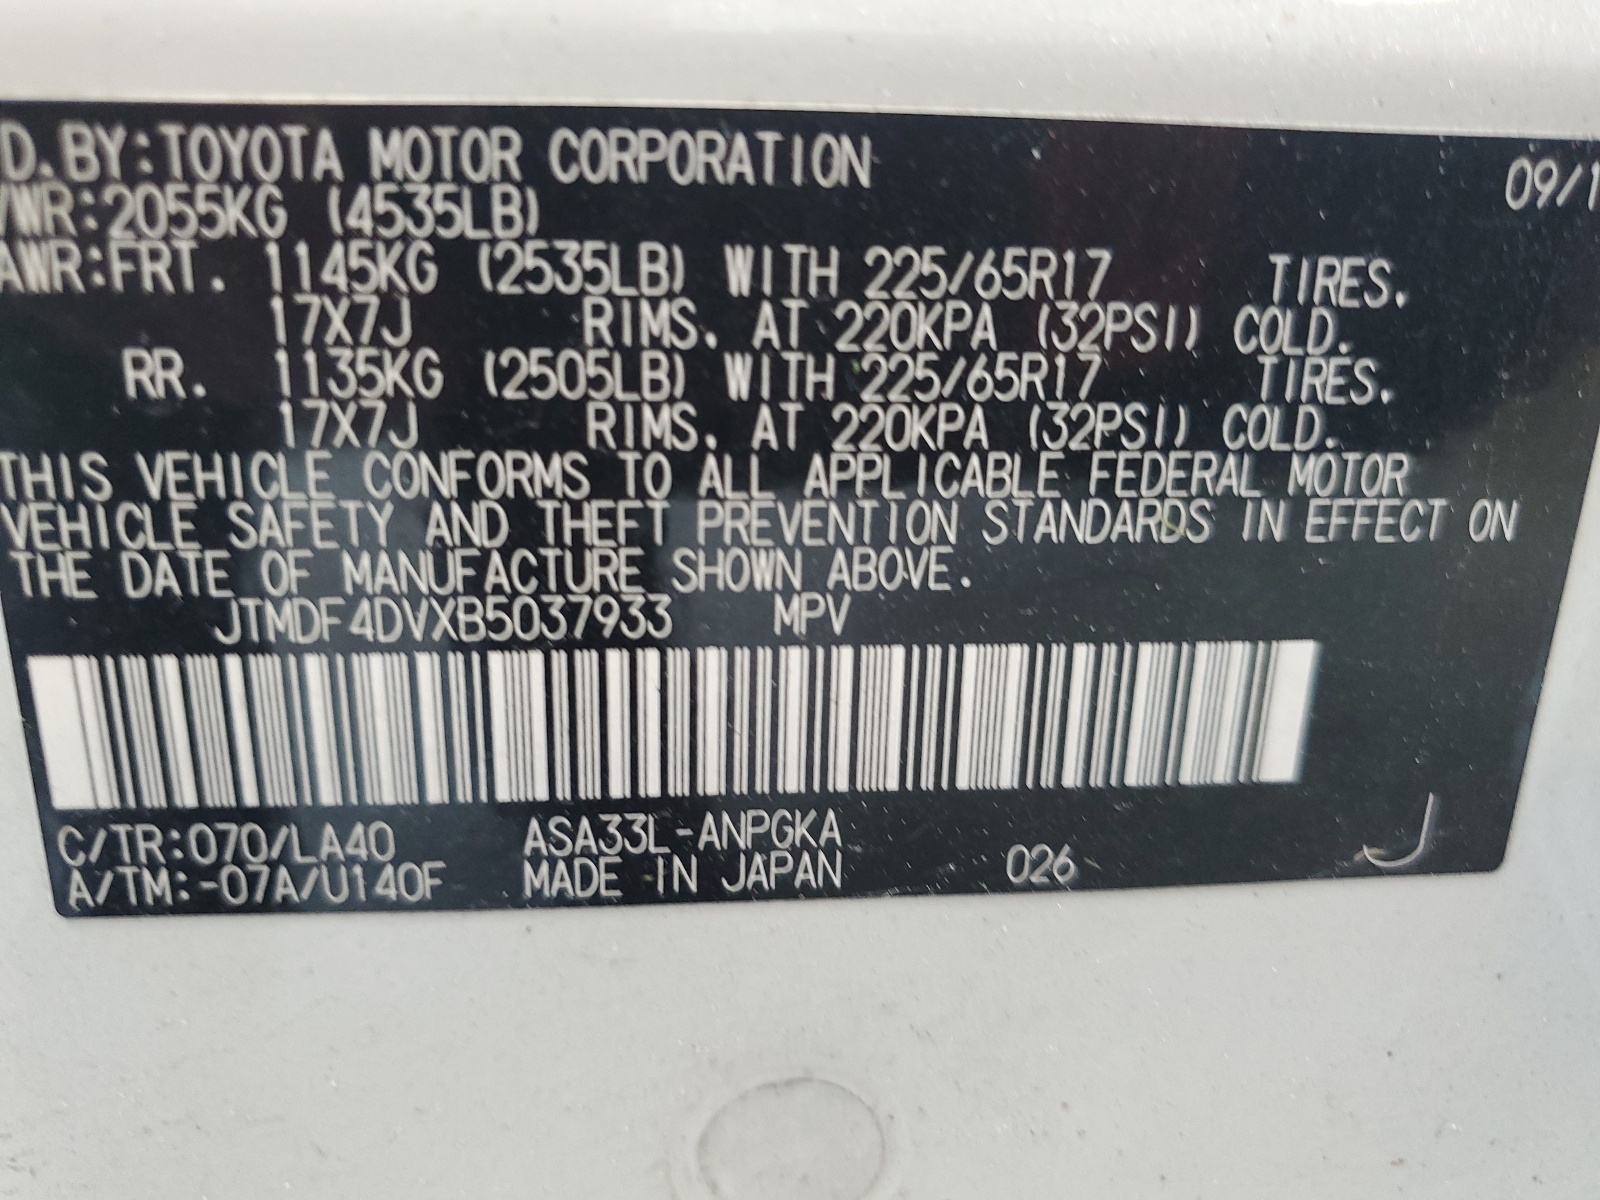 D.BY:TOYOTA MOTOR CORPORATION 09/1
VWR:2055KG (4535LB)
AWR:FRT. 1145KG (2535LB) WITH 225/65R17 TIRES.
17X7J RIMS. AT 220KPA (32PSI) COLD.
RR. 1135KG (2505LB) WITH 225/65R17 TIRES.
17X7J RIMS. AT 220KPA (32PSI) COLD.
THIS VEHICLE CONFORMS TO ALL APPLICABLE FEDERAL MOTOR
VEHICLE SAFETY AND THEFT PREVENTION STANDARDS IN EFFECT ON
THE DATE OF MANUFACTURE SHOWN ABOVE.
JTMDF4DVXB5037933 MPV
C/TR:070/LA40 ASA33L-ANPGKA
A/TM:-07A/U140F MADE IN JAPAN 026 J